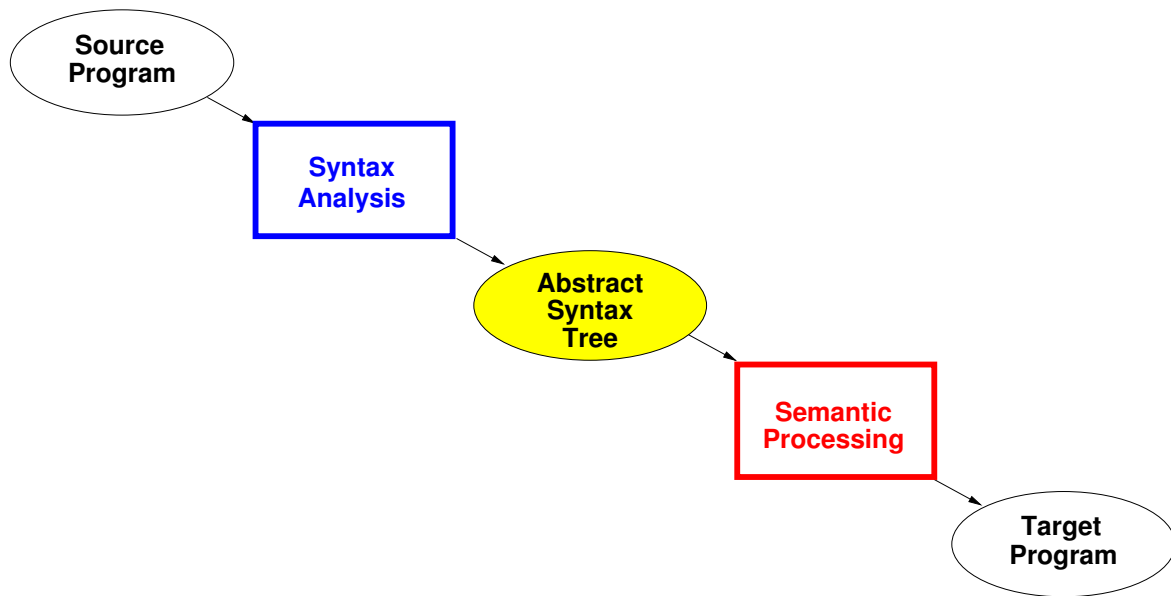 Source
Program
Syntax
Analysis
Abstract
Syntax
Tree
Semantic
Processing
Target
Program